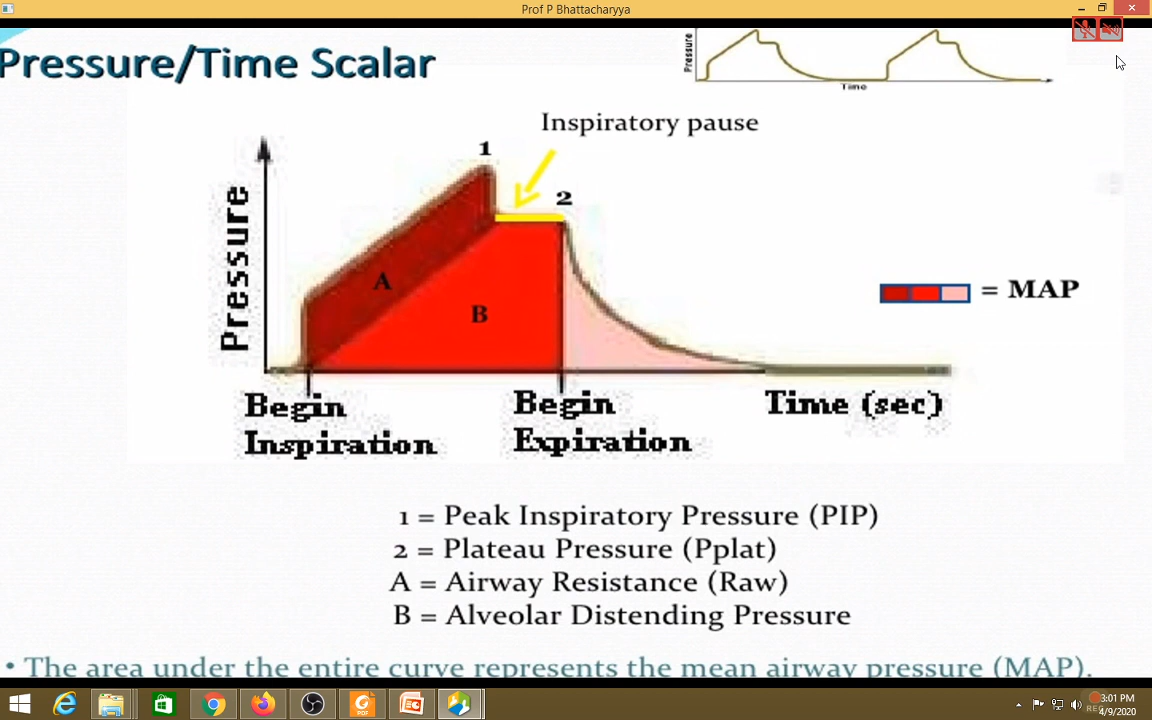 Prof P Bhattacharyya
Pressure/Time Scalar
Pressure
Time
Inspiratory pause
1
2
Pressure
A
B
= MAP
Begin Inspiration
Begin Expiration
Time (sec)
1 = Peak Inspiratory Pressure (PIP)
2 = Plateau Pressure (Pplat)
A = Airway Resistance (Raw)
B = Alveolar Distending Pressure
• The area under the entire curve represents the mean airway pressure (MAP).
PDF
REC
3:01 PM
4/9/2020